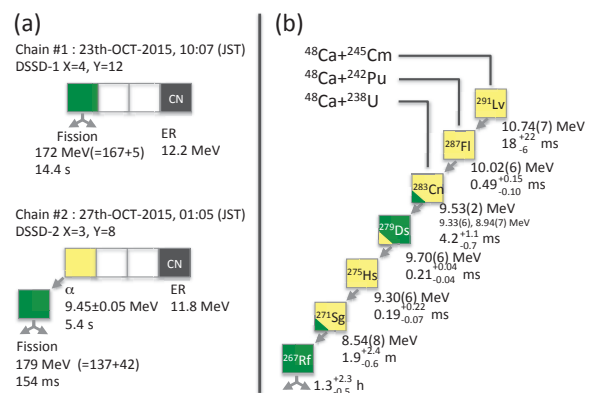 (a)
Chain #1 : 23th-OCT-2015, 10:07 (JST)
DSSD-1 X=4, Y=12
CN
Fission
172 MeV(=167+5)
14.4 s
ER
12.2 MeV
Chain #2 : 27th-OCT-2015, 01:05 (JST)
DSSD-2 X=3, Y=8
CN
α
9.45±0.05 MeV
5.4 s
ER
11.8 MeV
Fission
179 MeV (=137+42)
154 ms
(b)
⁴⁸Ca+²⁴⁵Cm
⁴⁸Ca+²⁴²Pu
⁴⁸Ca+²³⁸U
²⁹¹Lv
10.74(7) MeV
18 +22 -6 ms
²⁸⁷Fl
10.02(6) MeV
0.49 +0.15 -0.10 ms
²⁸³Cn
9.53(2) MeV
9.33(6), 8.94(7) MeV
4.2 +1.1 -0.7 ms
²⁷⁹Ds
9.70(6) MeV
0.21 +0.04 -0.04 ms
²⁷⁵Hs
9.30(6) MeV
0.19 +0.22 -0.07 ms
²⁷¹Sg
8.54(8) MeV
1.9 +2.4 -0.6 m
²⁶⁷Rf
1.3 +2.3 -0.5 h